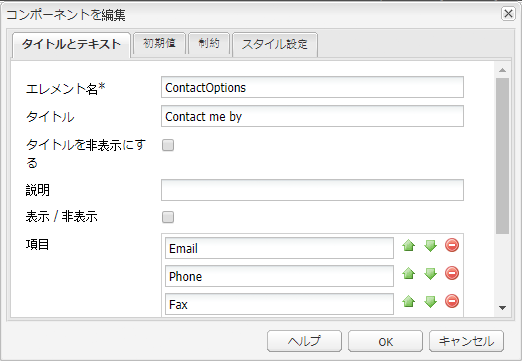 コンポーネントを編集
タイトルとテキスト 初期値 制約 スタイル設定
エレメント名* ContactOptions
タイトル Contact me by
タイトルを非表示にす
る
説明
表示 / 非表示
項目 Email
Phone
Fax
ヘルプ OK キャンセル